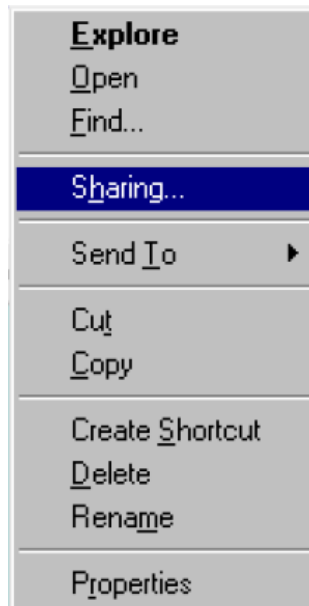 Explore
Open
Find...
Sharing...
Send To
Cut
Copy
Create Shortcut
Delete
Rename
Properties